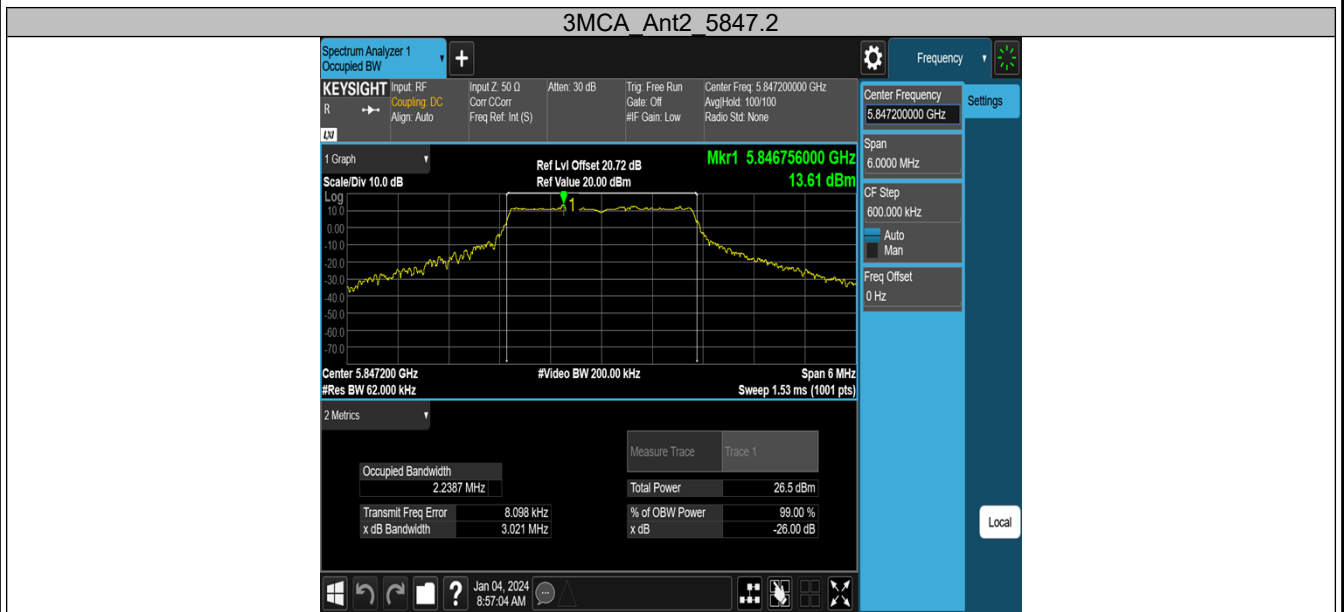 3MCA_Ant2_5847.2
Spectrum Analyzer 1
Occupied BW
+
Frequency
KEYSIGHT
R
LXI
Input: RF
Coupling: DC
Align: Auto
Input Z: 50 Ω
Corr CCorr
Freq Ref: Int (S)
Atten: 30 dB
Trig: Free Run
Gate: Off
#IF Gain: Low
Center Freq: 5.847200000 GHz
Avg|Hold: 100/100
Radio Std: None
Center Frequency
5.847200000 GHz
Settings
Span
6.0000 MHz
CF Step
600.000 kHz
Auto
Man
Freq Offset
0 Hz
1 Graph
Scale/Div 10.0 dB
Ref Lvl Offset 20.72 dB
Ref Value 20.00 dBm
Mkr1 5.846756000 GHz
13.61 dBm
Log
10.0
0.00
-10.0
-20.0
-30.0
-40.0
-50.0
-60.0
-70.0
1
Center 5.847200 GHz
#Res BW 62.000 kHz
#Video BW 200.00 kHz
Span 6 MHz
Sweep 1.53 ms (1001 pts)
2 Metrics
Measure Trace Trace 1
Occupied Bandwidth
2.2387 MHz
Total Power 26.5 dBm
Transmit Freq Error 8.098 kHz
% of OBW Power 99.00 %
x dB Bandwidth 3.021 MHz
x dB -26.00 dB
Local
?
Jan 04, 2024
8:57:04 AM